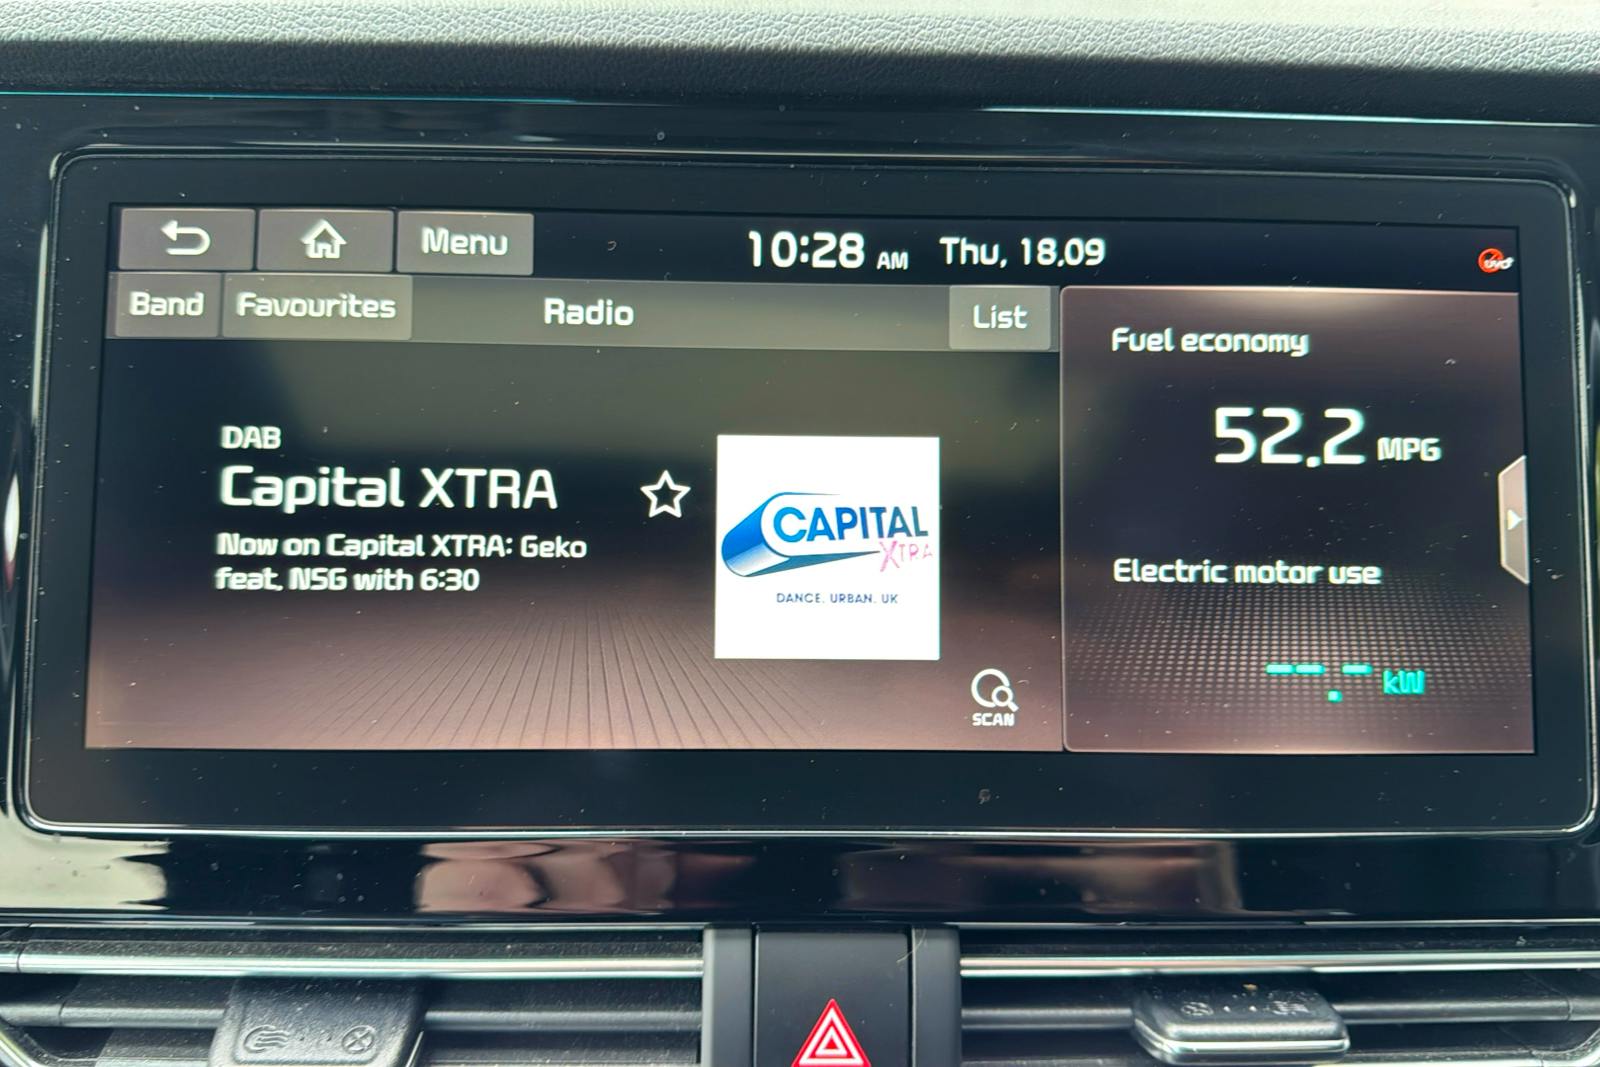 Menu
10:28 AM Thu, 18.09
uvo
Band Favourites Radio List
Fuel economy
52.2 MPG
DAB
Capital XTRA
Now on Capital XTRA: Geko
feat. NSG with 6:30
CAPITAL
XTRA
DANCE. URBAN. UK
Electric motor use
--.- kW
SCAN